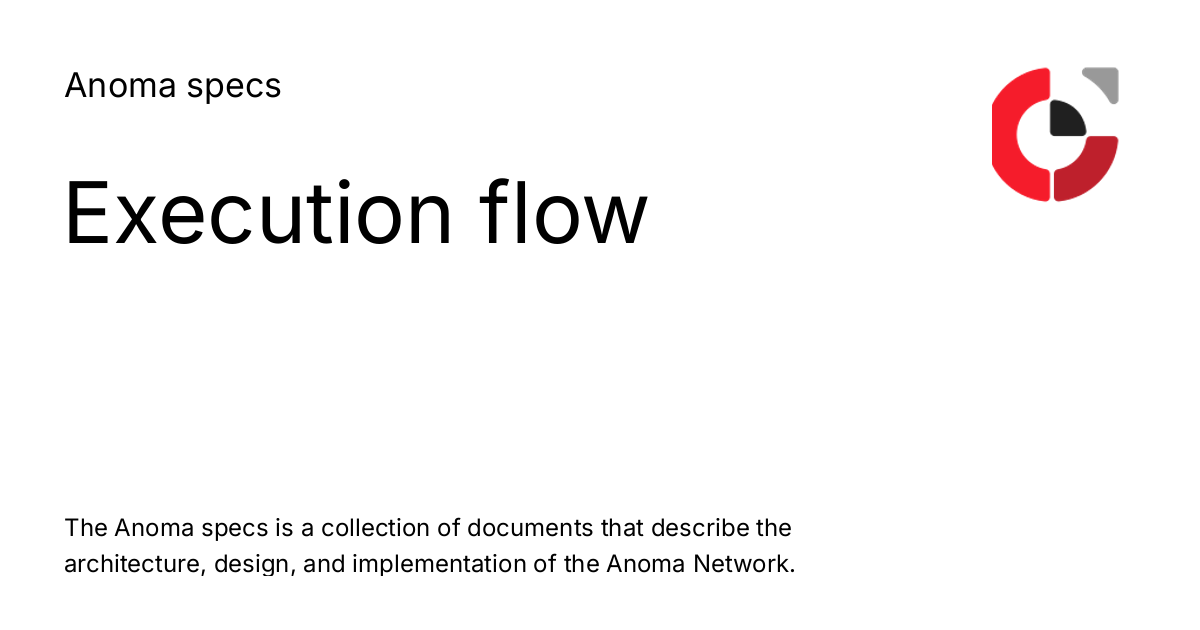 Anoma specs
Execution flow
The Anoma specs is a collection of documents that describe the
architecture, design, and implementation of the Anoma Network.